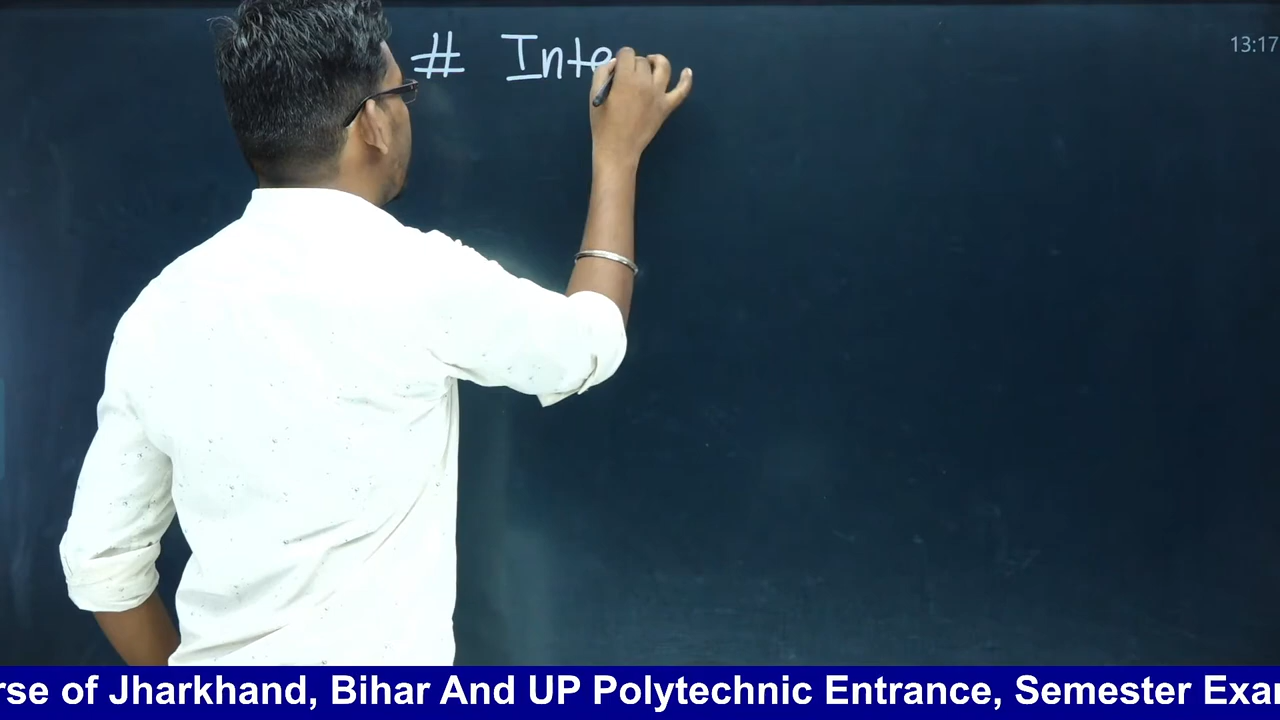 # Inte
13:17
rse of Jharkhand, Bihar And UP Polytechnic Entrance, Semester Exa